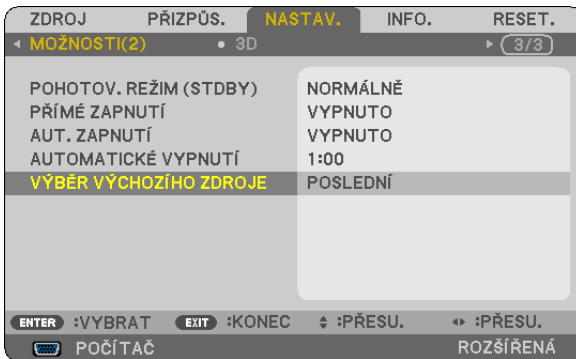 ZDROJ PŘIZPŮS. NASTAV. INFO. RESET.
MOŽNOSTI(2) • 3D 3/3
POHOTOV. REŽIM (STDBY) NORMÁLNĚ
PŘÍMÉ ZAPNUTÍ VYPNUTO
AUT. ZAPNUTÍ VYPNUTO
AUTOMATICKÉ VYPNUTÍ 1:00
VÝBĚR VÝCHOZÍHO ZDROJE POSLEDNÍ
ENTER :VYBRAT EXIT :KONEC :PŘESU. :PŘESU.
POČÍTAČ ROZŠÍŘENÁ